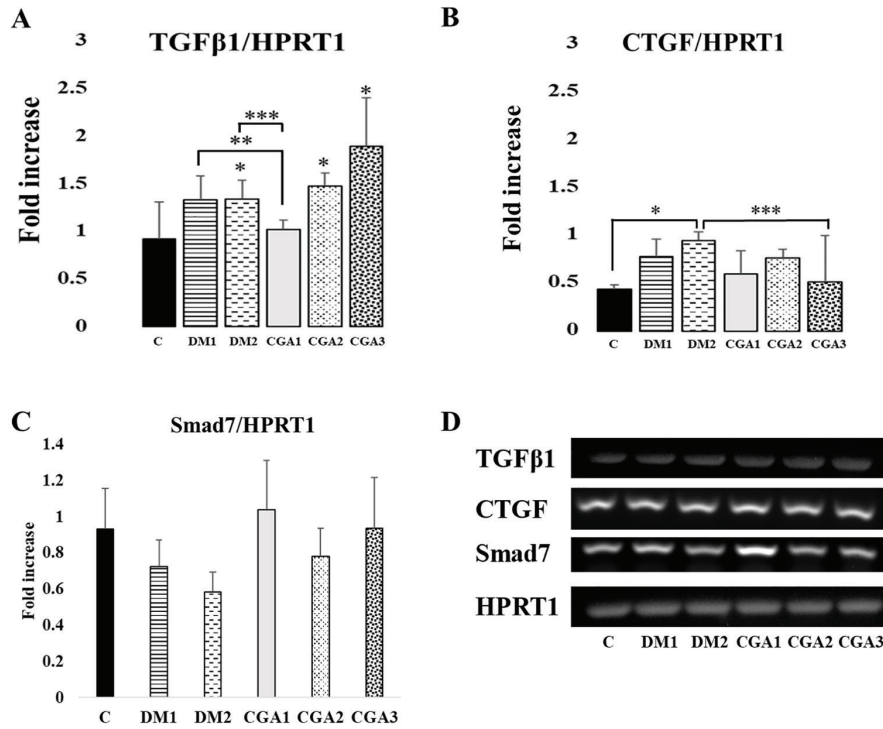 A
TGFβ1/HPRT1
Fold increase
3
2.5
2
1.5
1
0.5
0
*
***
**
*
*
C DM1 DM2 CGA1 CGA2 CGA3
B
CTGF/HPRT1
Fold increase
3
2.5
2
1.5
1
0.5
0
*
***
C DM1 DM2 CGA1 CGA2 CGA3
C
Smad7/HPRT1
Fold increase
1.4
1.2
1
0.8
0.6
0.4
0.2
0
C DM1 DM2 CGA1 CGA2 CGA3
D
TGFβ1
CTGF
Smad7
HPRT1
C DM1 DM2 CGA1 CGA2 CGA3